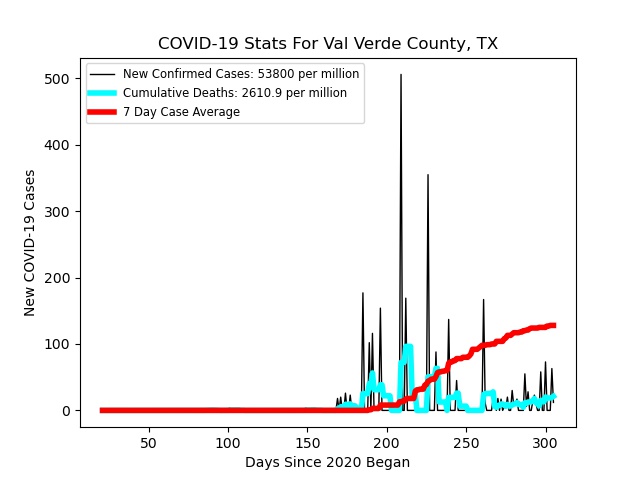 COVID-19 Stats For Val Verde County, TX
New Confirmed Cases: 53800 per million
Cumulative Deaths: 2610.9 per million
7 Day Case Average
New COVID-19 Cases
500
400
300
200
100
0
50 100 150 200 250 300
Days Since 2020 Began